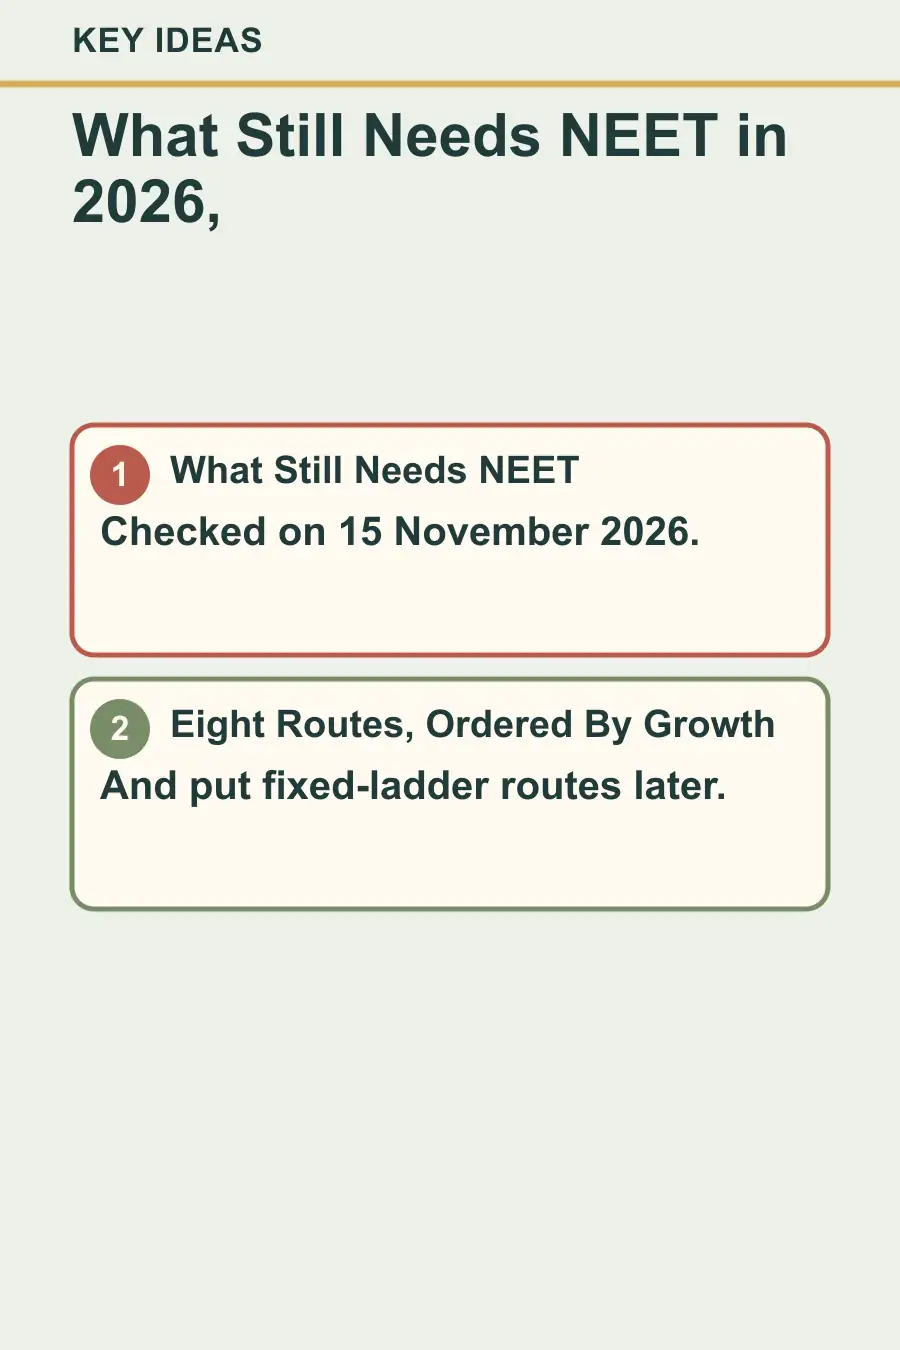 KEY IDEAS
What Still Needs NEET in
2026,
1 What Still Needs NEET
Checked on 15 November 2026.
2 Eight Routes, Ordered By Growth
And put fixed-ladder routes later.